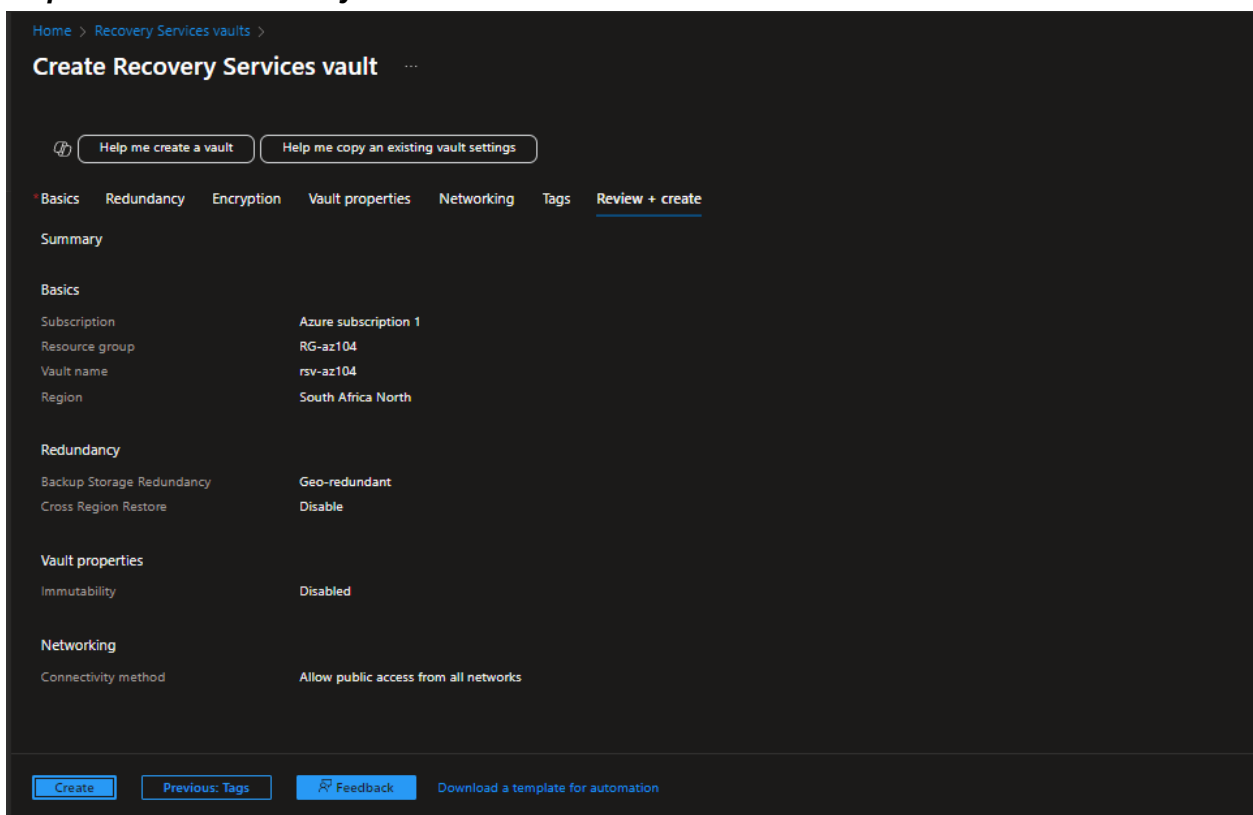 Home > Recovery Services vaults >
Create Recovery Services vault ...
Help me create a vault Help me copy an existing vault settings
* Basics Redundancy Encryption Vault properties Networking Tags Review + create
Summary
Basics
Subscription Azure subscription 1
Resource group RG-az104
Vault name rsv-az104
Region South Africa North
Redundancy
Backup Storage Redundancy Geo-redundant
Cross Region Restore Disable
Vault properties
Immutability Disabled
Networking
Connectivity method Allow public access from all networks
Create Previous: Tags Feedback Download a template for automation